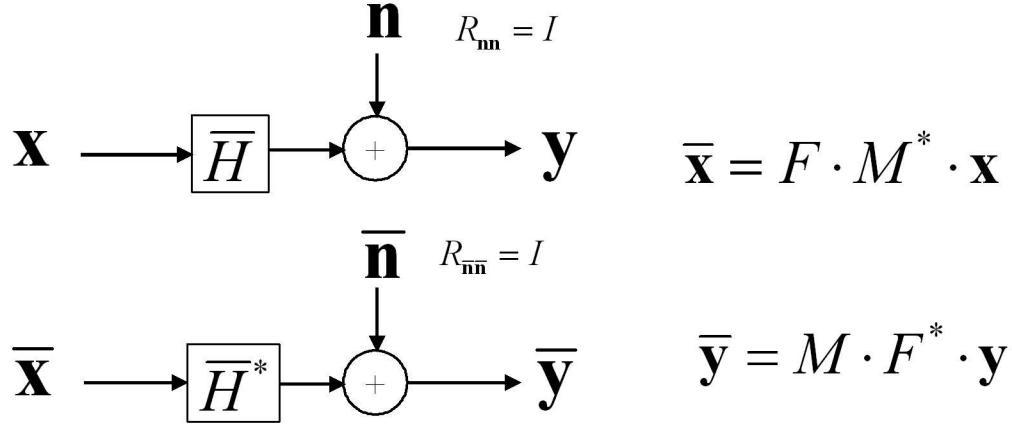 𝐧 R_𝐧𝐧 = I
𝐱 H̅ + 𝐲
𝐱̅ = F · M* · 𝐱
𝐧̅ R_𝐧̅𝐧̅ = I
𝐱̅ H̅* + 𝐲̅
𝐲̅ = M · F* · 𝐲